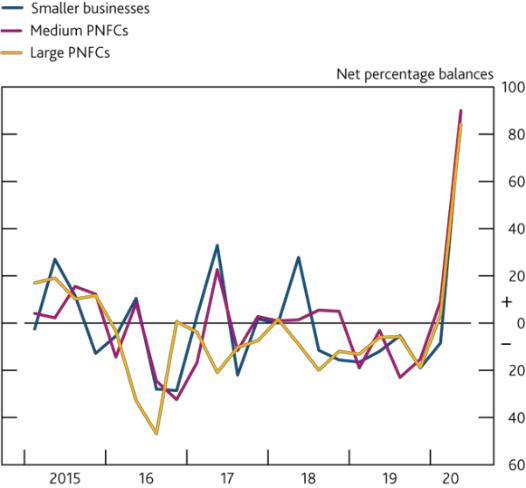 Smaller businesses
Medium PNFCs
Large PNFCs
Net percentage balances
100
80
60
40
20
+
0
–
20
40
60
2015 16 17 18 19 20